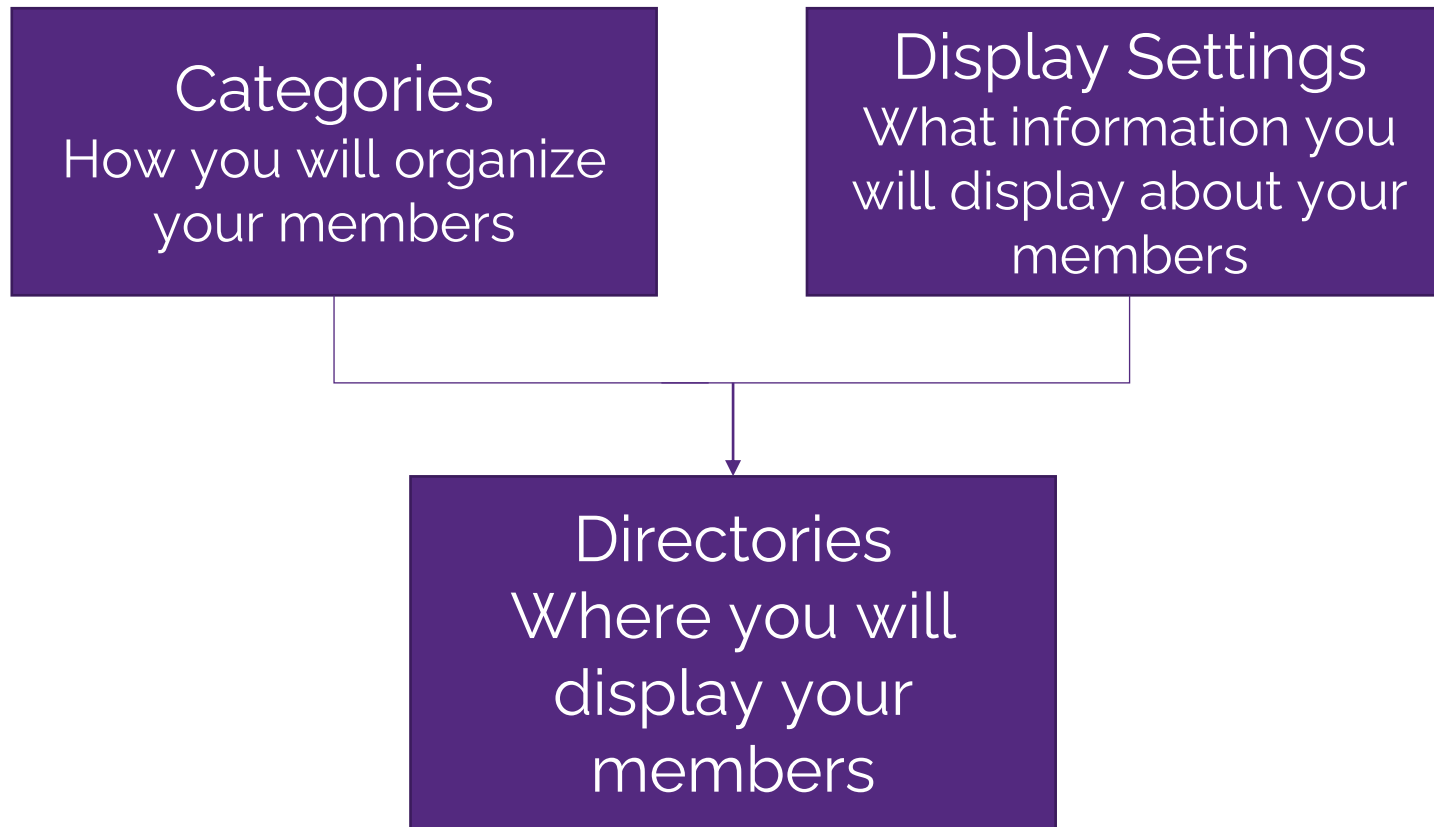 Categories
How you will organize
your members
Display Settings
What information you
will display about your
members
Directories
Where you will
display your
members